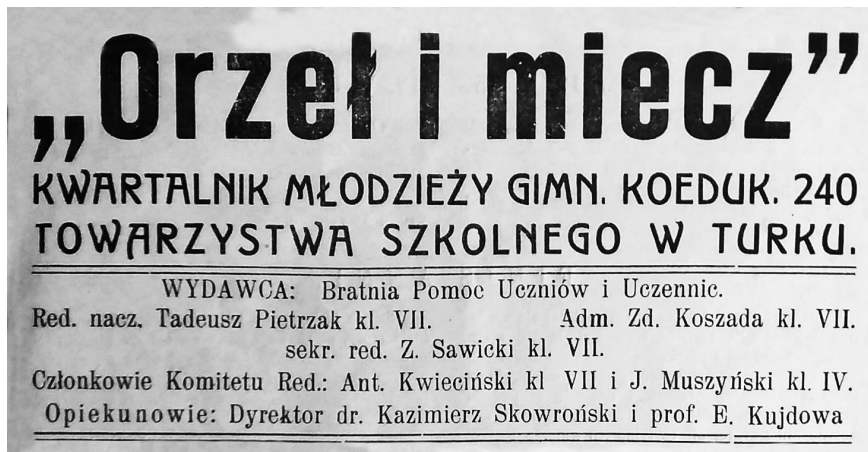 „Orzeł i miecz”
KWARTALNIK MŁODZIEŻY GIMN. KOEDUK. 240
TOWARZYSTWA SZKOLNEGO W TURKU.
WYDAWCA: Bratnia Pomoc Uczniów i Uczennic.
Red. nacz. Tadeusz Pietrzak kl. VII. Adm. Zd. Koszada kl. VII.
sekr. red. Z. Sawicki kl. VII.
Członkowie Komitetu Red.: Ant. Kwieciński kl VII i J. Muszyński kl. IV.
Opiekunowie: Dyrektor dr. Kazimierz Skowroński i prof. E. Kujdowa